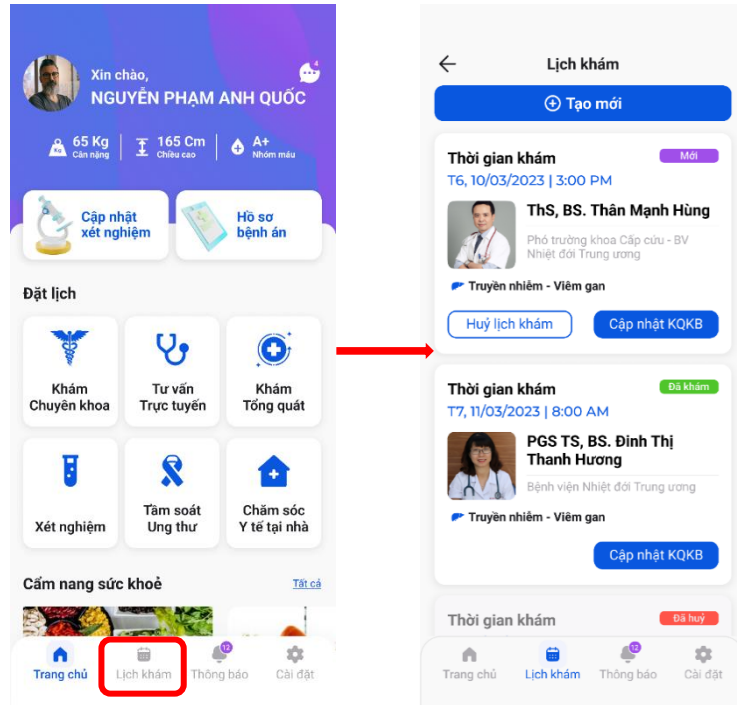 4
Xin chào,
NGUYỄN PHẠM ANH QUỐC
65 Kg
Cân nặng
165 Cm
Chiều cao
A+
Nhóm máu
Kg
Cập nhật
xét nghiệm
Hồ sơ
bệnh án
Đặt lịch
Khám
Chuyên khoa
Tư vấn
Trực tuyến
Khám
Tổng quát
Xét nghiệm
Tầm soát
Ung thư
Chăm sóc
Y tế tại nhà
Cẩm nang sức khoẻ
Tất cả
Trang chủ
Lịch khám
12
Thông báo
Cài đặt
Lịch khám
Tạo mới
Thời gian khám
Mới
T6, 10/03/2023 | 3:00 PM
ThS, BS. Thân Mạnh Hùng
Phó trưởng khoa Cấp cứu - BV
Nhiệt đới Trung ương
Truyền nhiễm - Viêm gan
Huỷ lịch khám
Cập nhật KQKB
Thời gian khám
Đã khám
T7, 11/03/2023 | 8:00 AM
PGS TS, BS. Đinh Thị
Thanh Hương
Bệnh viện Nhiệt đới Trung ương
Truyền nhiễm - Viêm gan
Cập nhật KQKB
Thời gian khám
Đã huỷ
Trang chủ
Lịch khám
12
Thông báo
Cài đặt